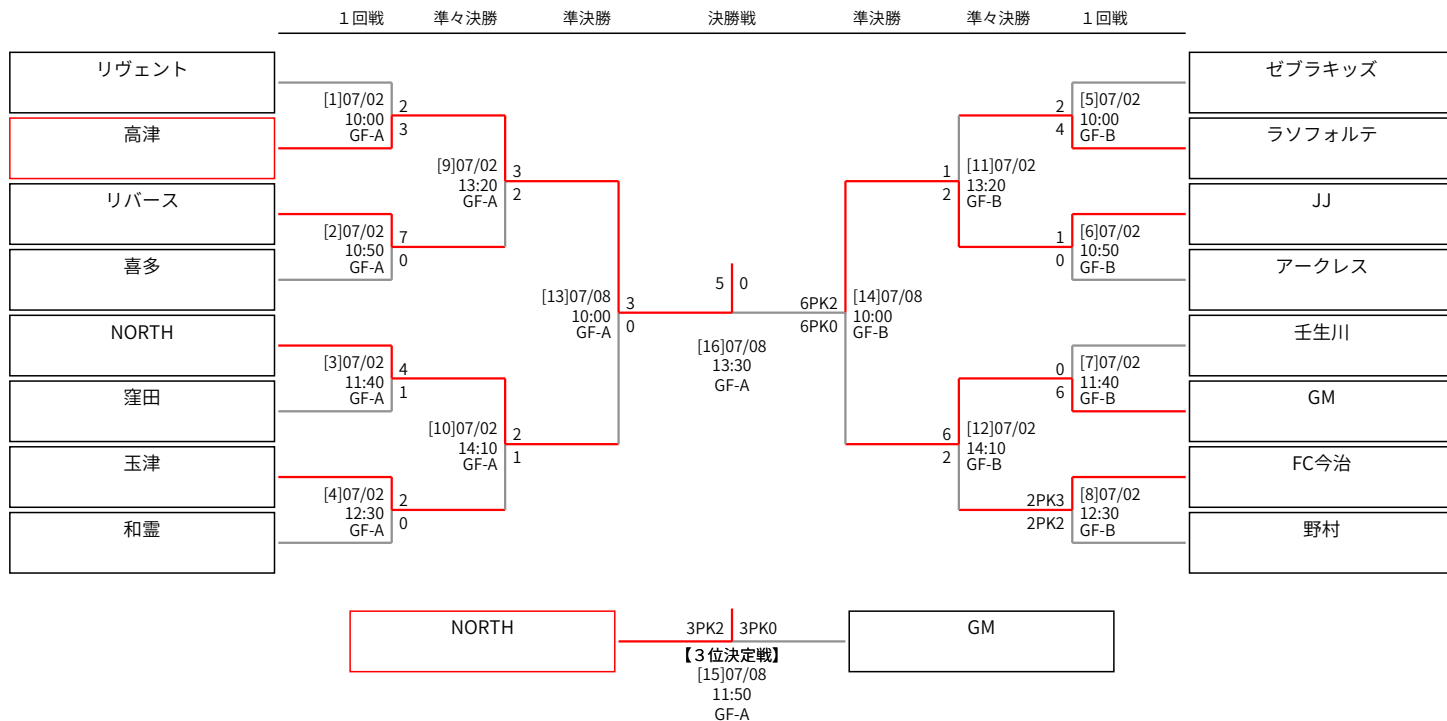 １回戦 準々決勝 準決勝 決勝戦 準決勝 準々決勝 １回戦
リヴェント
高津
リバース
喜多
NORTH
窪田
玉津
和霊
[1]07/02
10:00
GF-A
2
3
[2]07/02
10:50
GF-A
7
0
[3]07/02
11:40
GF-A
4
1
[4]07/02
12:30
GF-A
2
0
[9]07/02
13:20
GF-A
3
2
[10]07/02
14:10
GF-A
2
1
[13]07/08
10:00
GF-A
3
0
5 0
[16]07/08
13:30
GF-A
6PK2
6PK0
[14]07/08
10:00
GF-B
1
2
[11]07/02
13:20
GF-B
6
2
[12]07/02
14:10
GF-B
2
4
[5]07/02
10:00
GF-B
1
0
[6]07/02
10:50
GF-B
0
6
[7]07/02
11:40
GF-B
2PK3
2PK2
[8]07/02
12:30
GF-B
ゼブラキッズ
ラソフォルテ
JJ
アークレス
壬生川
GM
FC今治
野村
NORTH
3PK2 3PK0
GM
【３位決定戦】
[15]07/08
11:50
GF-A